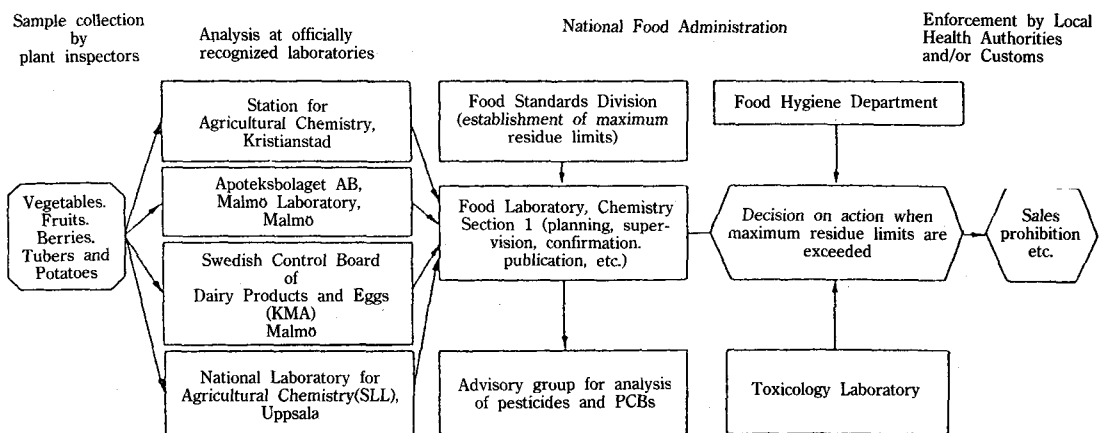 Sample collection
by
plant inspectors
Analysis at officially
recognized laboratories
National Food Administration
Enforcement by Local
Health Authorities
and/or Customs
Vegetables.
Fruits.
Berries.
Tubers and
Potatoes
Station for
Agricultural Chemistry,
Kristianstad
Apoteksbolaget AB,
Malmö Laboratory,
Malmö
Swedish Control Board
of
Dairy Products and Eggs
(KMA)
Malmö
National Laboratory for
Agricultural Chemistry(SLL),
Uppsala
Food Standards Division
(establishment of maximum
residue limits)
Food Laboratory, Chemistry
Section 1 (planning, super-
vision, confirmation.
publication, etc.)
Advisory group for analysis
of pesticides and PCBs
Food Hygiene Department
Decision on action when
maximum residue limits are
exceeded
Toxicology Laboratory
Sales
prohibition
etc.